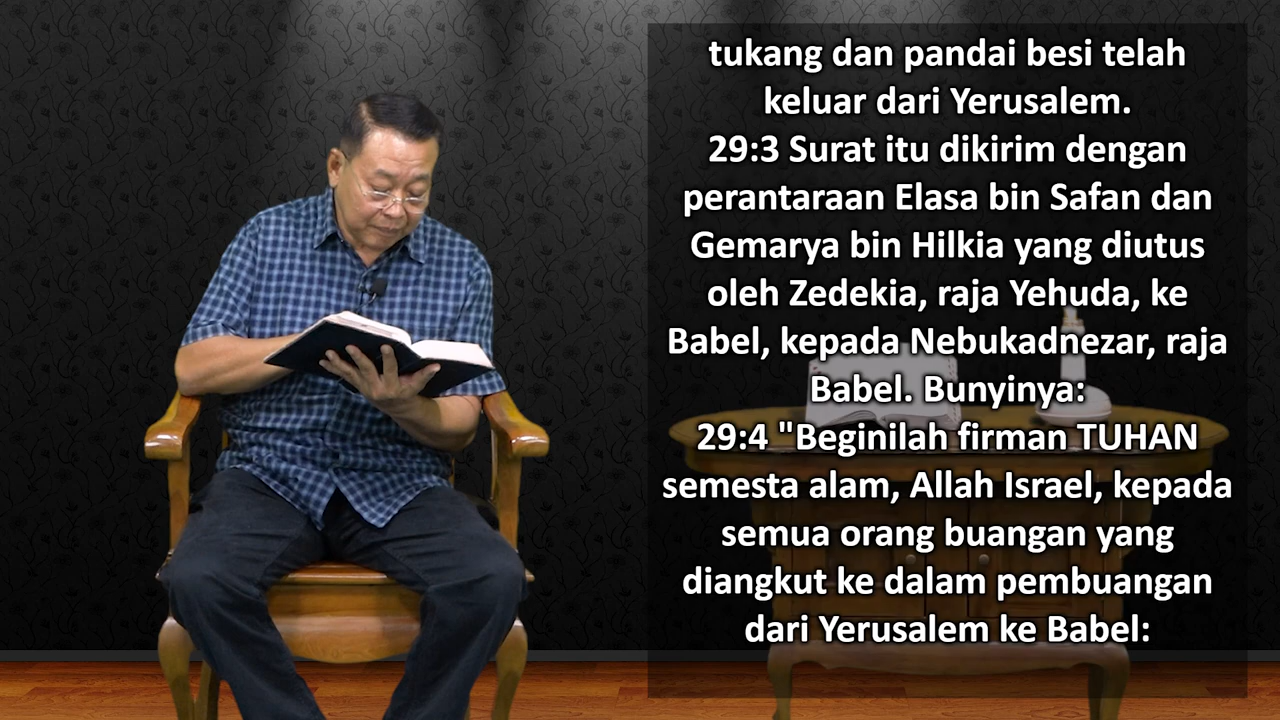 tukang dan pandai besi telah
keluar dari Yerusalem.
29:3 Surat itu dikirim dengan
perantaraan Elasa bin Safan dan
Gemarya bin Hilkia yang diutus
oleh Zedekia, raja Yehuda, ke
Babel, kepada Nebukadnezar, raja
Babel. Bunyinya:
29:4 "Beginilah firman TUHAN
semesta alam, Allah Israel, kepada
semua orang buangan yang
diangkut ke dalam pembuangan
dari Yerusalem ke Babel: